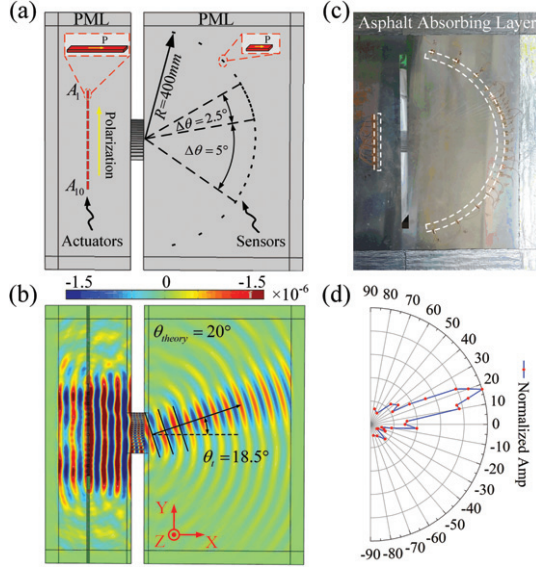 (a)
PML
PML
P
P
A1
A10
Polarization
R=400mm
Δθ=2.5°
Δθ=5°
Actuators
Sensors
(c)
Asphalt Absorbing Layer
-1.5
0
-1.5
×10⁻⁶
(b)
θtheory = 20°
θt = 18.5°
Y
Z
X
(d)
90
80
70
60
50
40
30
20
10
0
-10
-20
-30
-40
-50
-60
-70
-80
-90
Normalized Amp